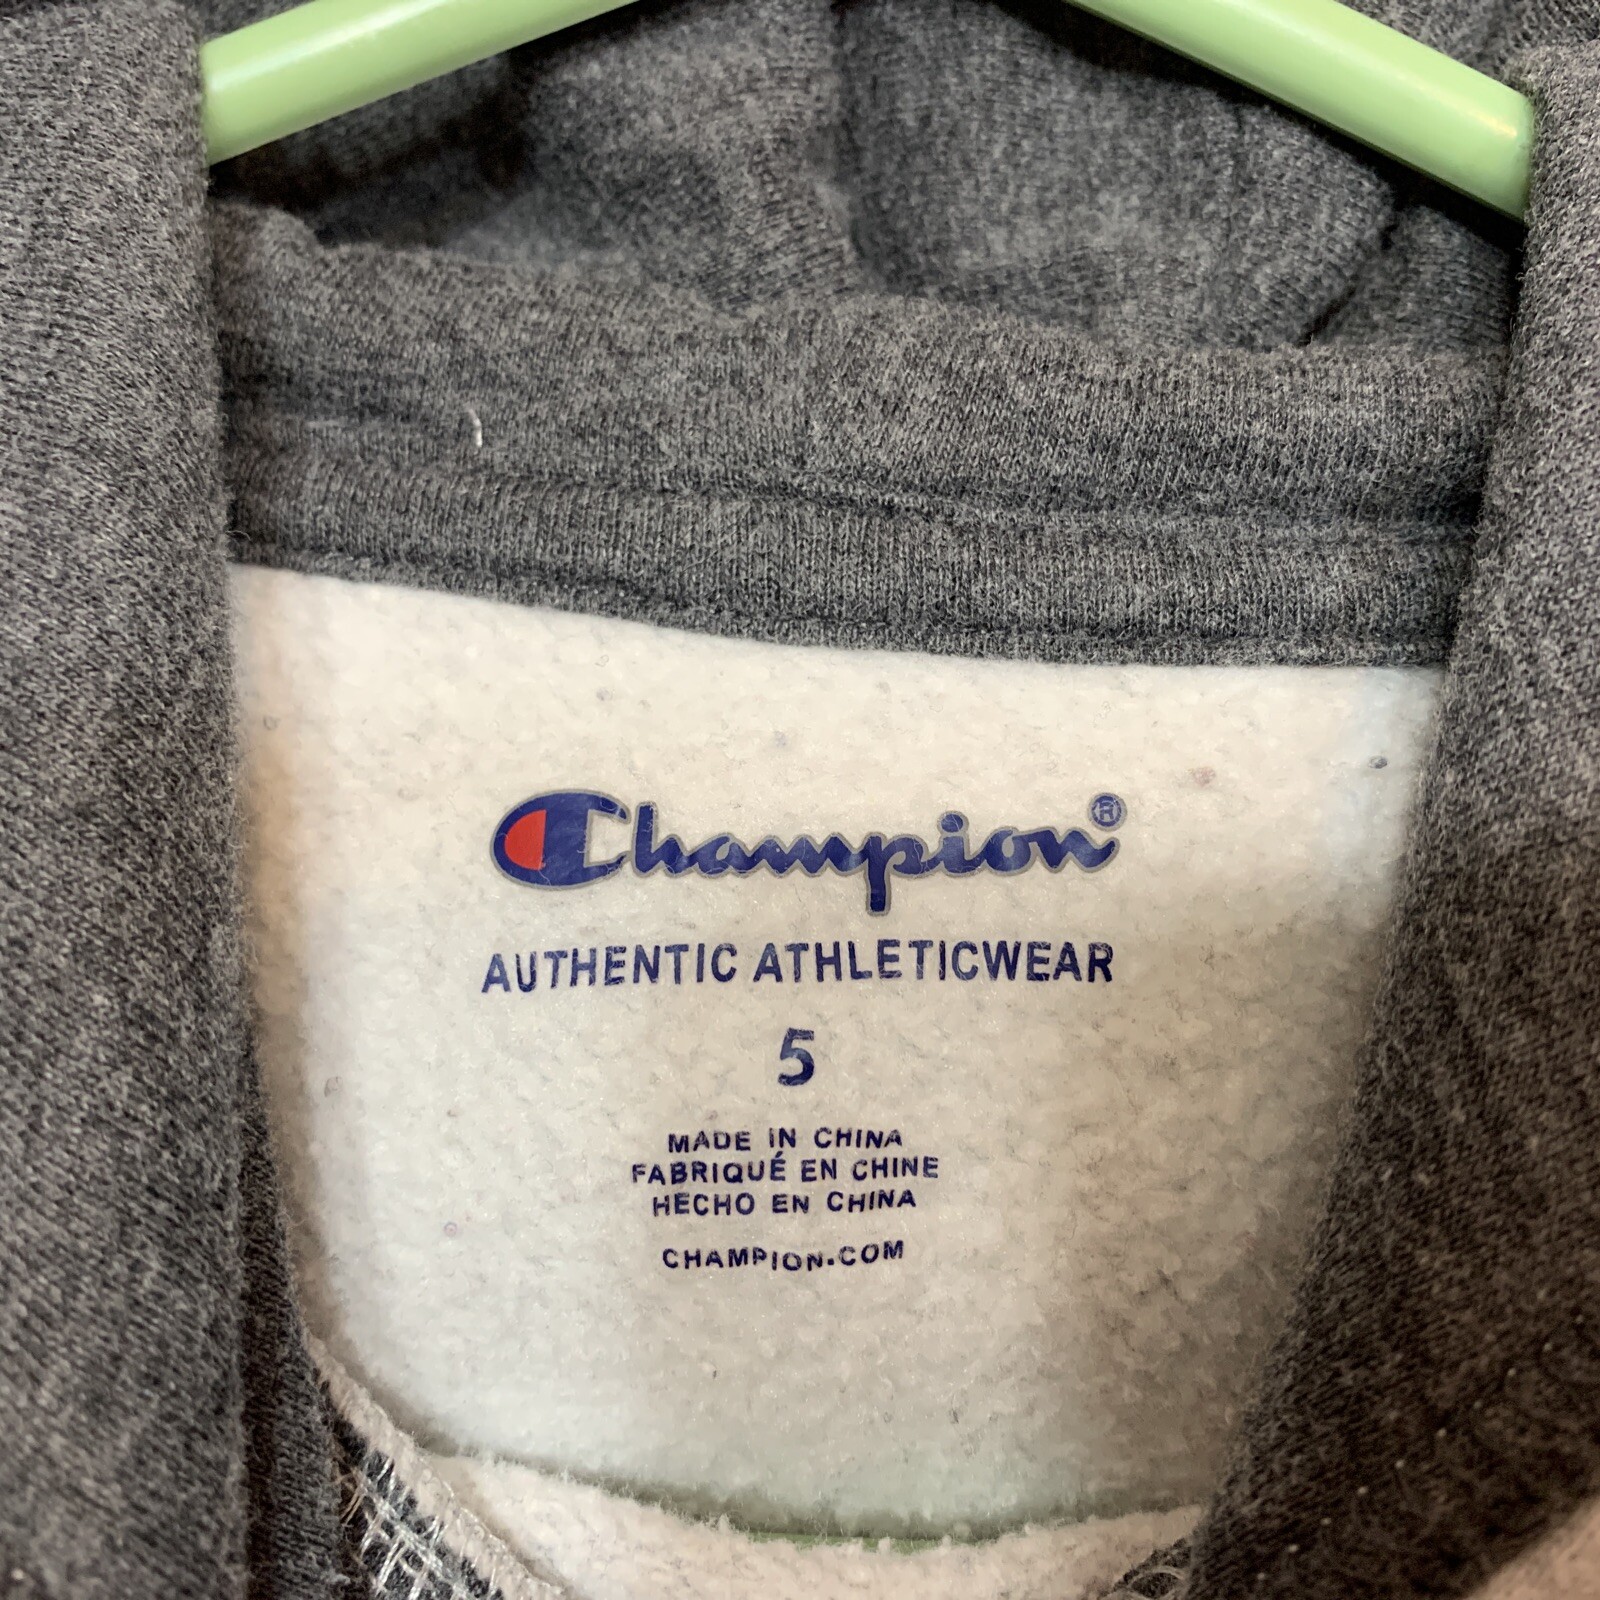 Champion®
AUTHENTIC ATHLETICWEAR
5
MADE IN CHINA
FABRIQUÉ EN CHINE
HECHO EN CHINA
CHAMPION.COM